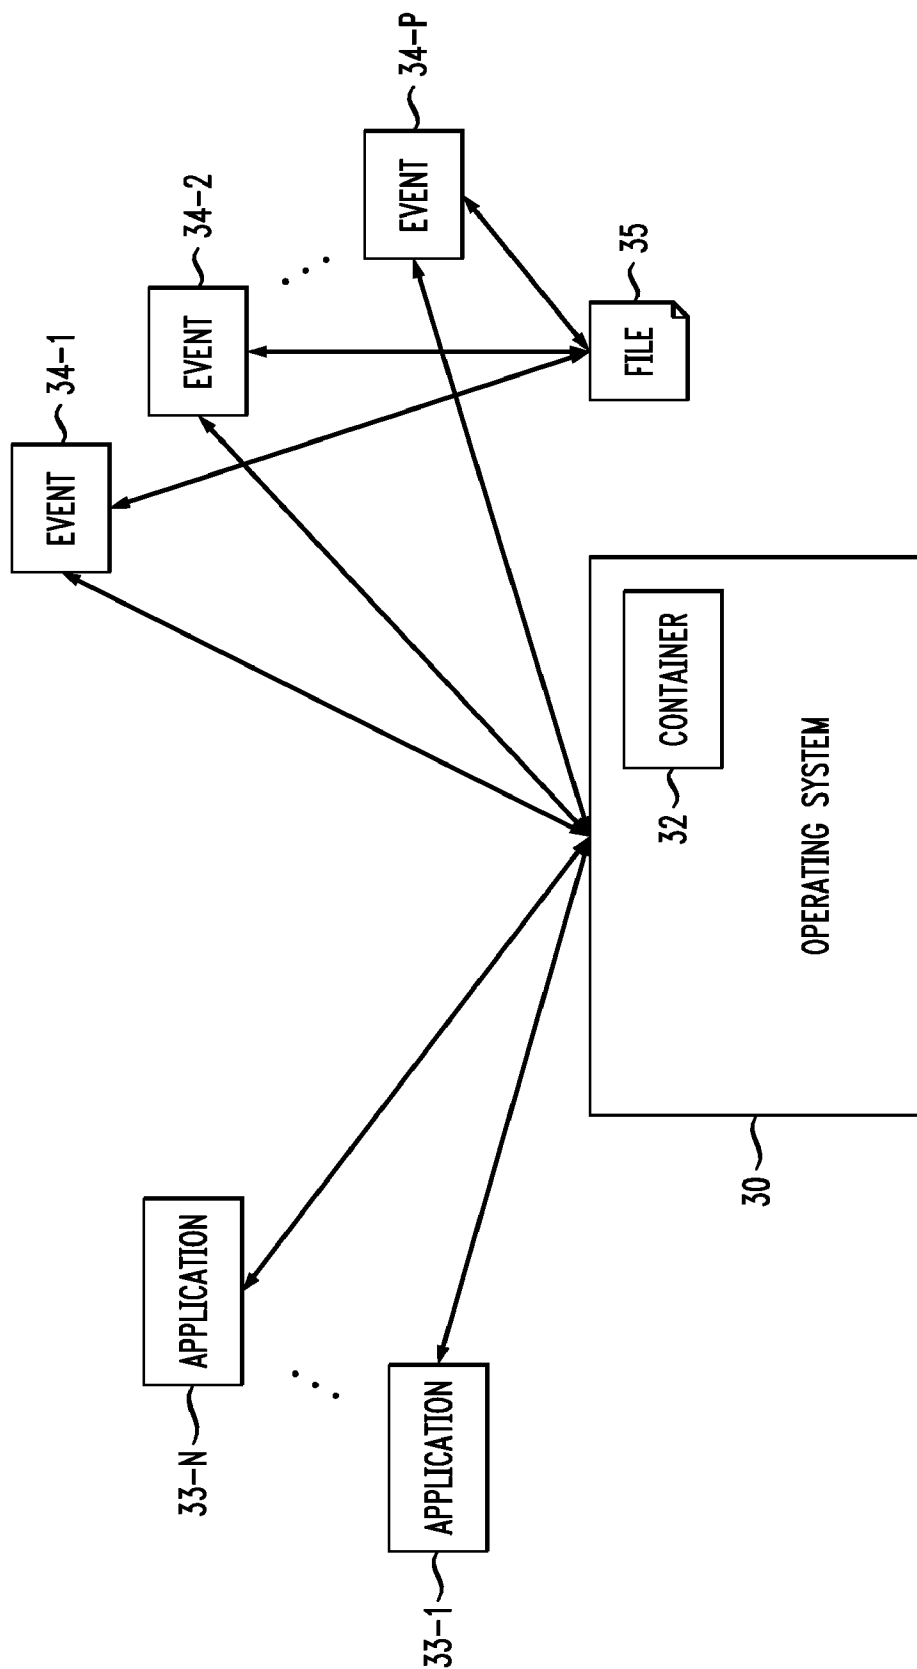 34-1
EVENT
34-2
EVENT
34-P
EVENT
35
FILE
33-N
APPLICATION
33-1
APPLICATION
32
CONTAINER
30
OPERATING SYSTEM